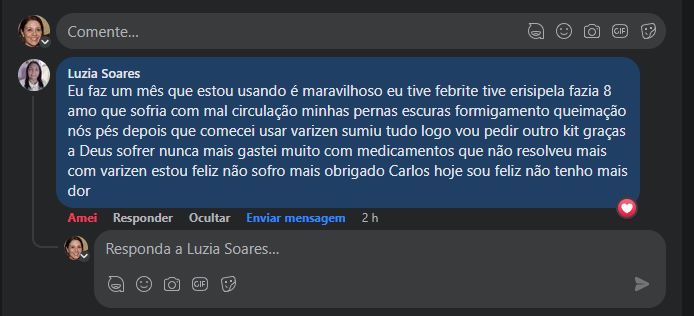 Comente...
GIF
Luzia Soares
Eu faz um mês que estou usando é maravilhoso eu tive febrite tive erisipela fazia 8
amo que sofria com mal circulação minhas pernas escuras formigamento queimação
nós pés depois que comecei usar varizen sumiu tudo logo vou pedir outro kit graças
a Deus sofrer nunca mais gastei muito com medicamentos que não resolveu mais
com varizen estou feliz não sofro mais obrigado Carlos hoje sou feliz não tenho mais
dor
Amei Responder Ocultar Enviar mensagem 2 h
Responda a Luzia Soares...
GIF